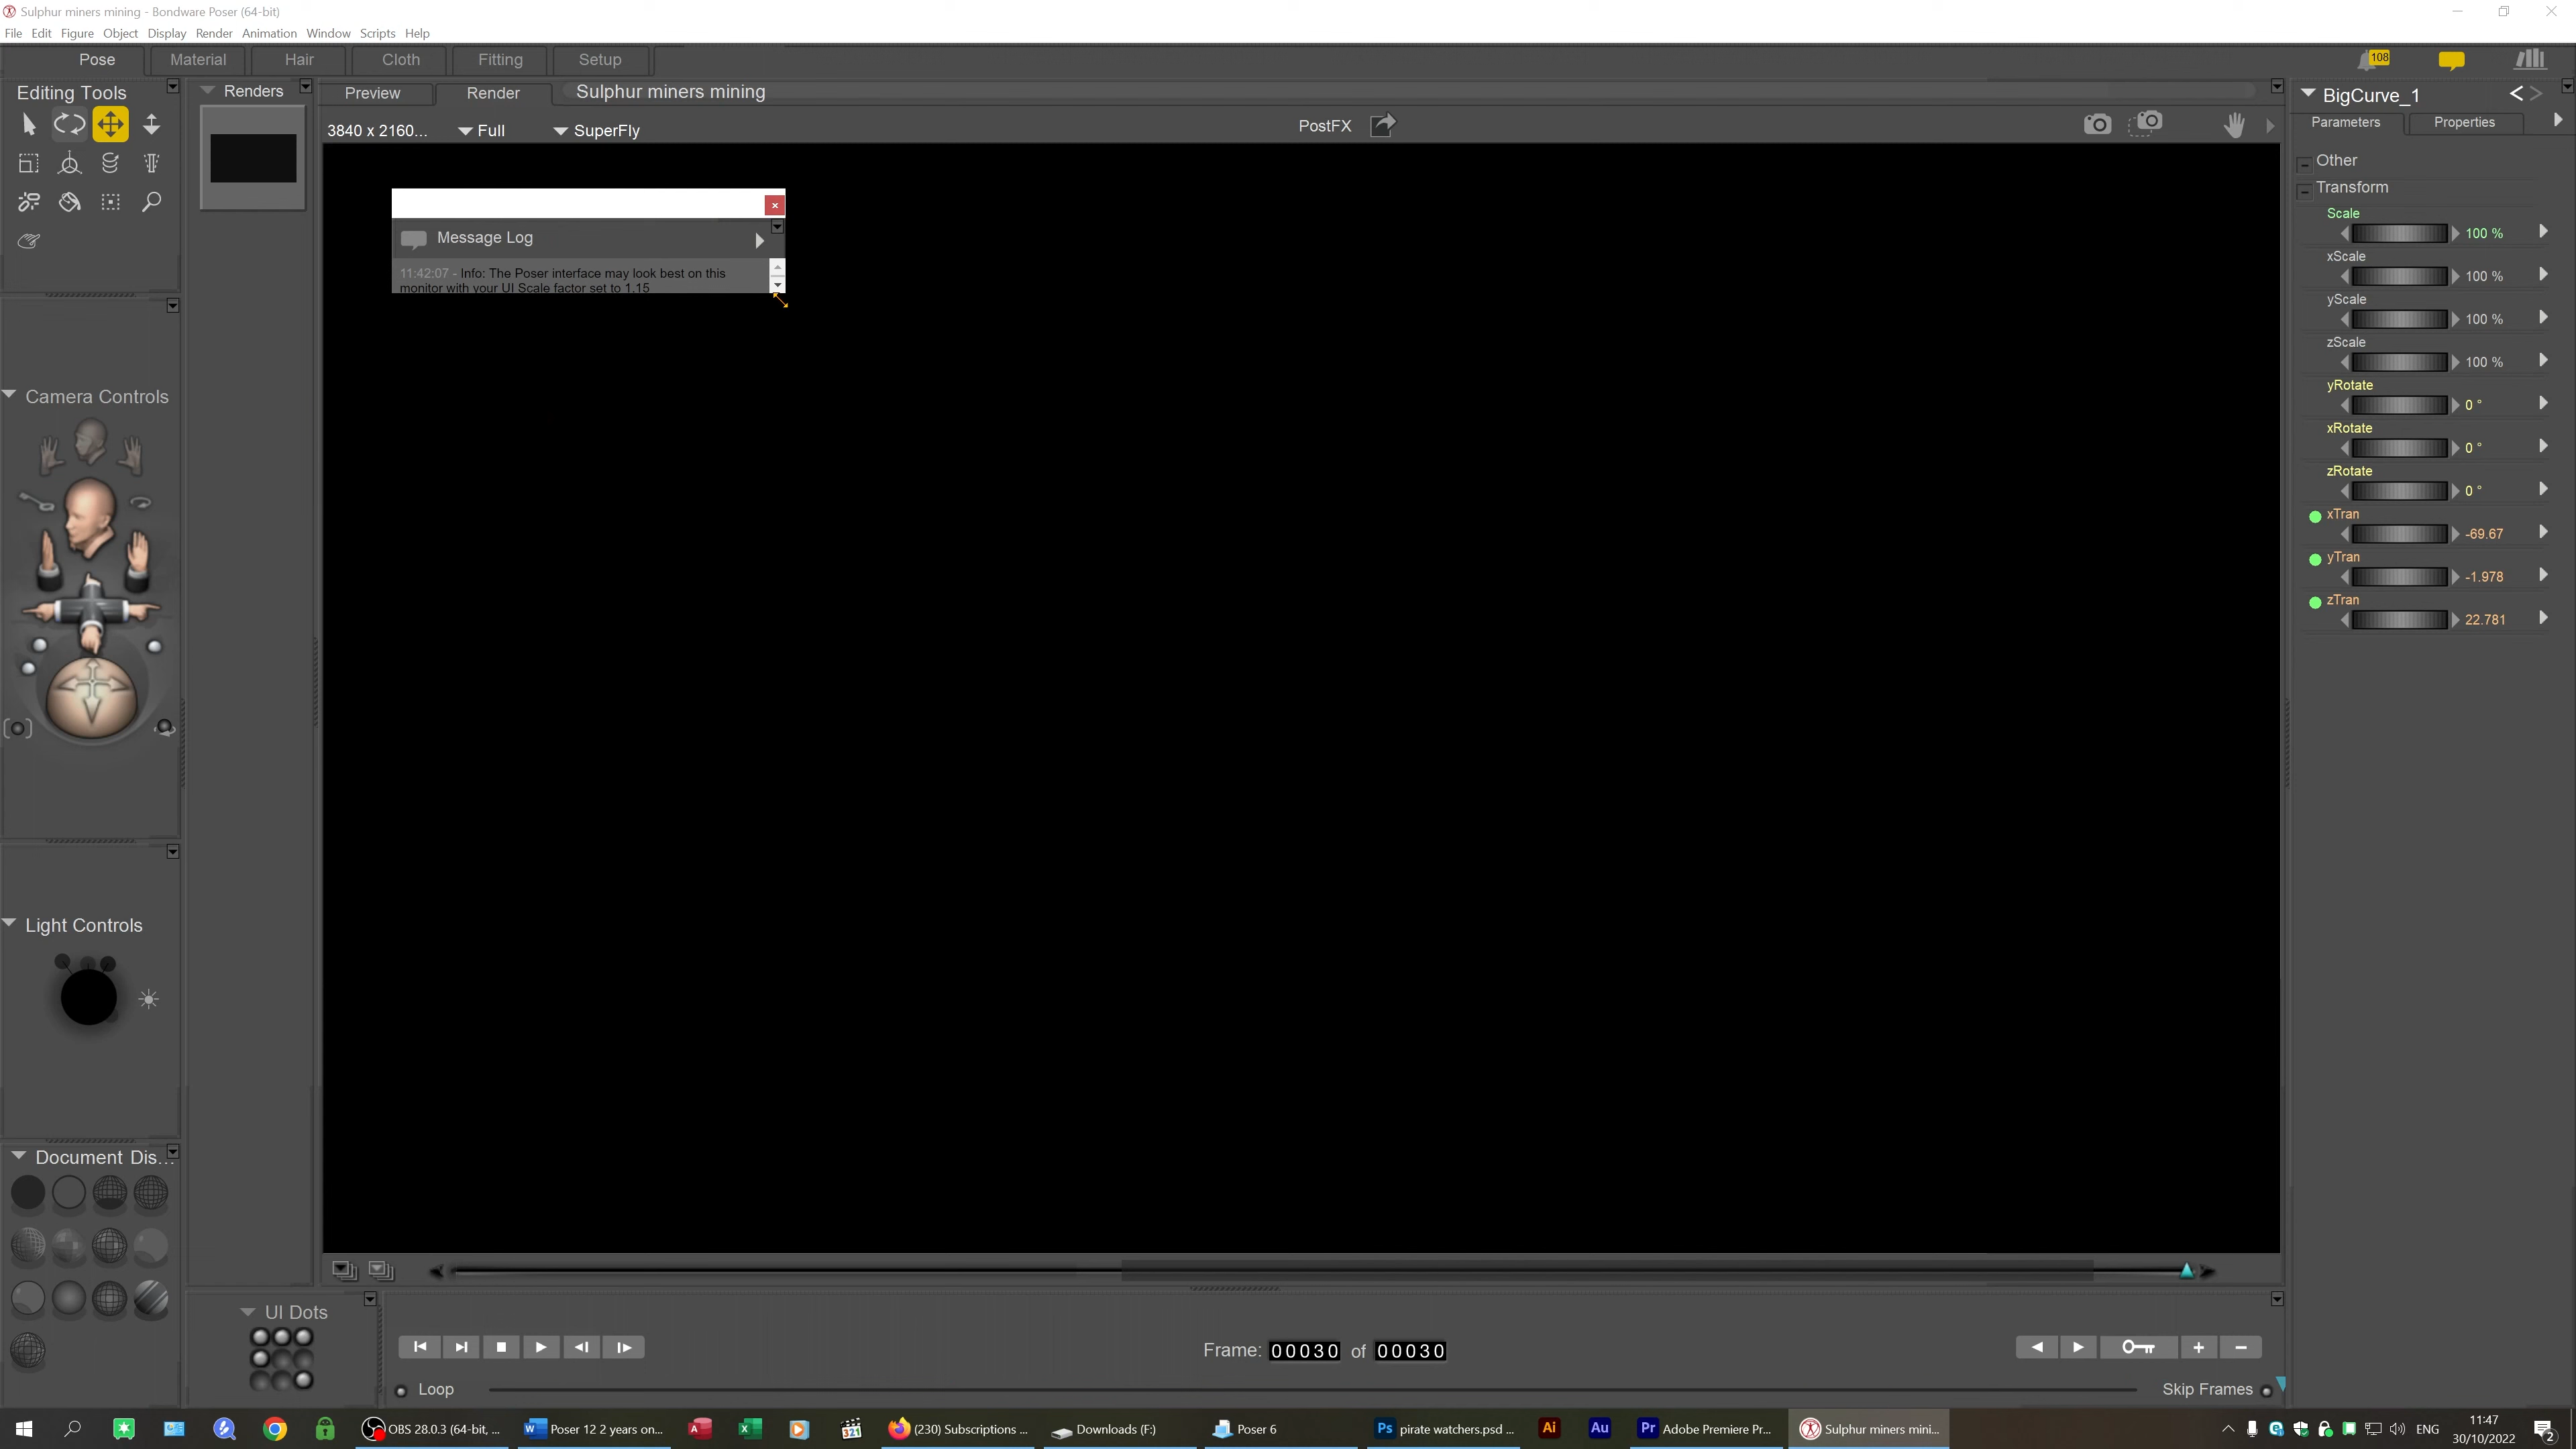 Sulphur miners mining - Bondware Poser (64-bit)
File Edit Figure Object Display Render Animation Window Scripts Help
Pose Material Hair Cloth Fitting Setup
108
Editing Tools
Renders
Preview Render Sulphur miners mining
3840 x 2160... Full SuperFly PostFX
BigCurve_1
Parameters Properties
Message Log
11:42:07 - Info: The Poser interface may look best on this
monitor with your UI Scale factor set to 1.15
Other
Transform
Scale
100 %
xScale
100 %
yScale
100 %
zScale
100 %
yRotate
0 °
xRotate
0 °
zRotate
0 °
xTran
-69.67
yTran
-1.978
zTran
22.781
Camera Controls
Light Controls
Document Dis...
UI Dots
Frame: 00030 of 00030
Loop
Skip Frames
OBS 28.0.3 (64-bit, ...
Poser 12 2 years on...
321
(230) Subscriptions ...
Downloads (F:)
Poser 6
Ps pirate watchers.psd ...
Ai
Au
Pr Adobe Premiere Pr...
Sulphur miners mini...
ENG
11:47
30/10/2022
2